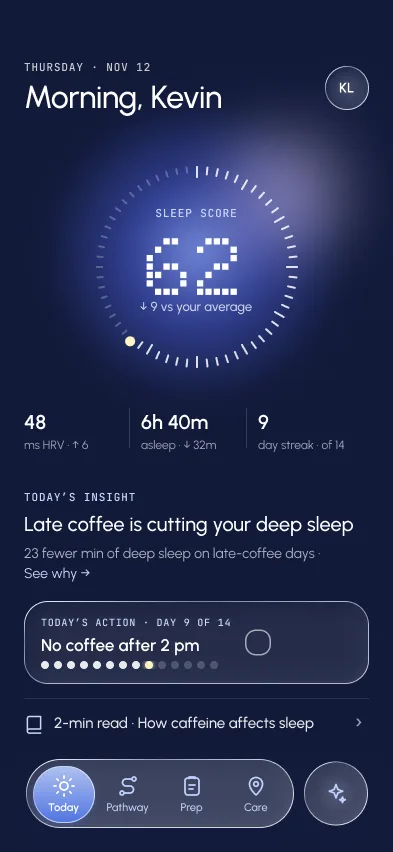 THURSDAY · NOV 12
Morning, Kevin
KL
SLEEP SCORE
62
↓ 9 vs your average
48
ms HRV · ↑ 6
6h 40m
asleep · ↓ 32m
9
day streak · of 14
TODAY’S INSIGHT
Late coffee is cutting your deep sleep
23 fewer min of deep sleep on late-coffee days ·
See why →
TODAY’S ACTION · DAY 9 OF 14
No coffee after 2 pm
2-min read · How caffeine affects sleep
Today
Pathway
Prep
Care